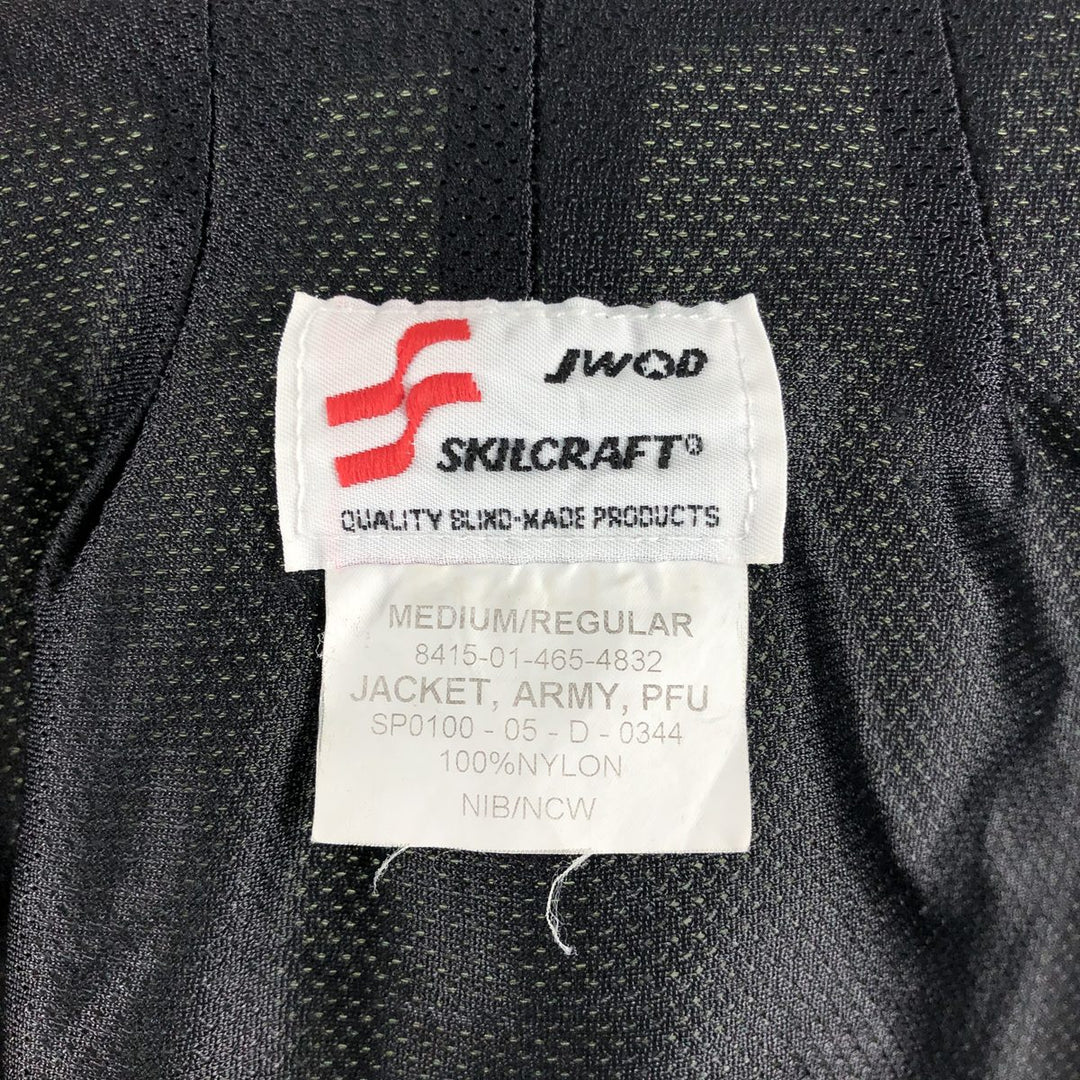 JWOD
SKILCRAFT®
QUALITY BLIND-MADE PRODUCTS
MEDIUM/REGULAR
8415-01-465-4832
JACKET, ARMY, PFU
SP0100 - 05 - D - 0344
100%NYLON
NIB/NCW